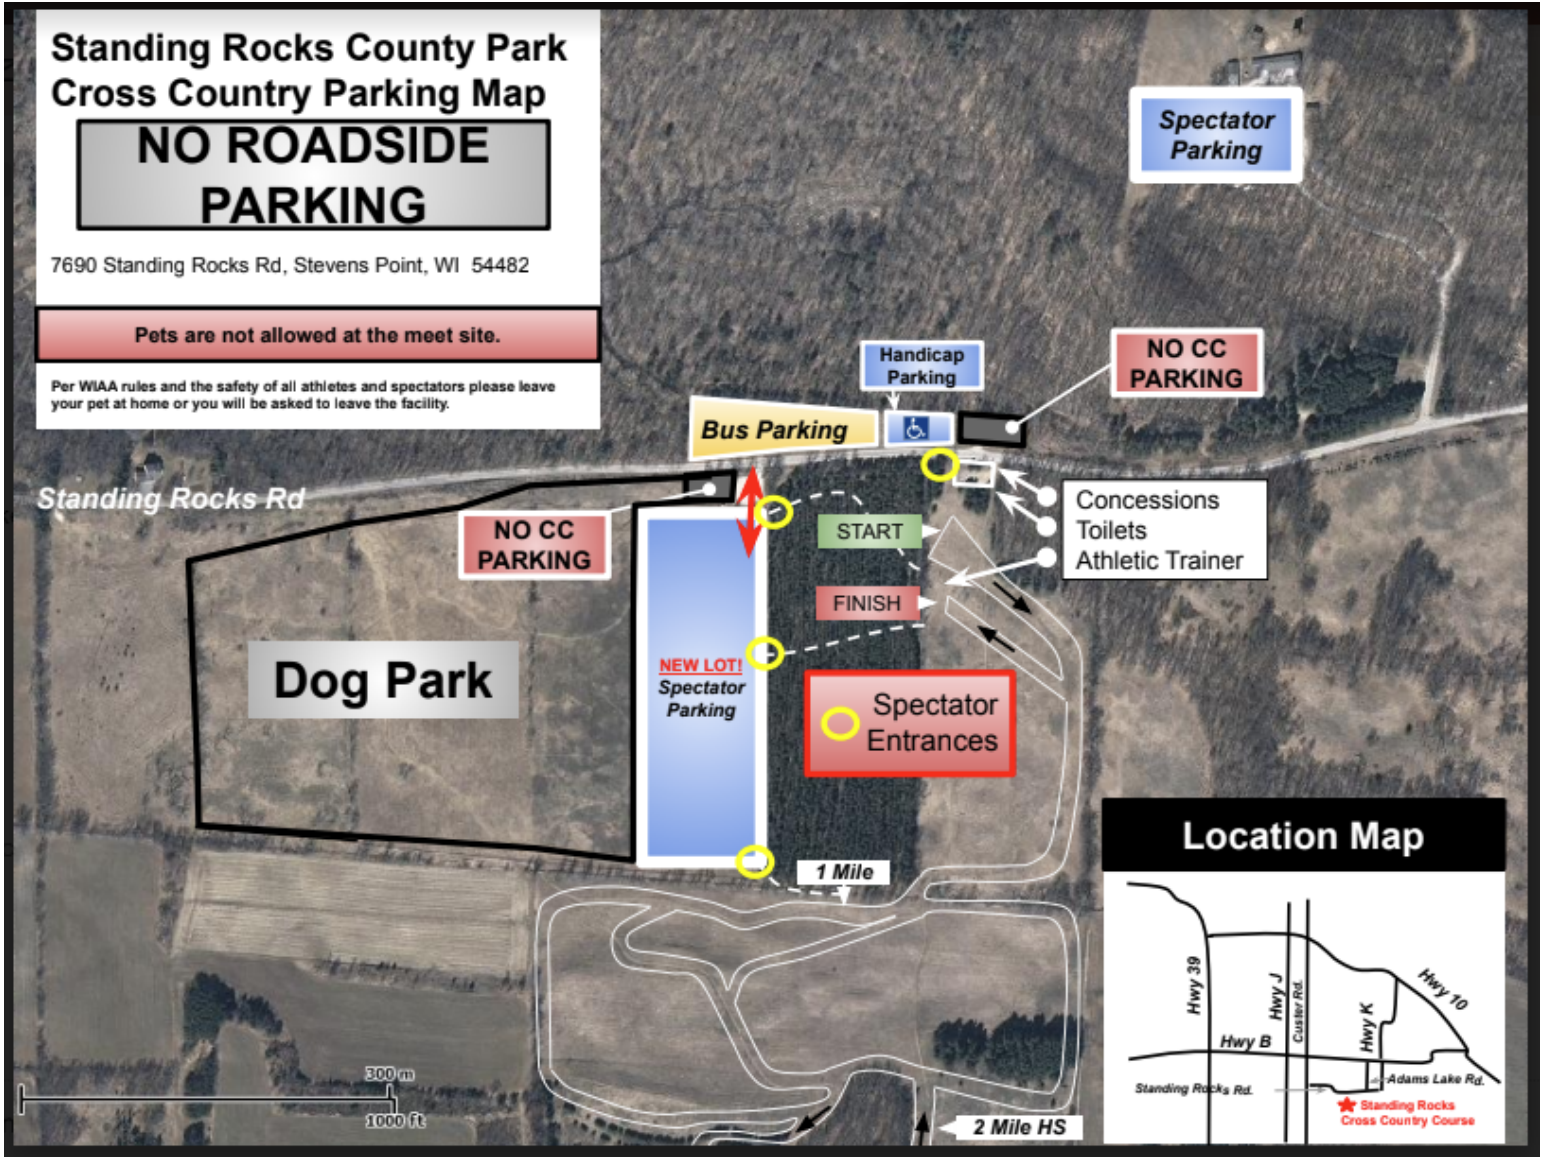 Standing Rocks County Park
Cross Country Parking Map
NO ROADSIDE
PARKING
7690 Standing Rocks Rd, Stevens Point, WI  54482
Pets are not allowed at the meet site.
Per WIAA rules and the safety of all athletes and spectators please leave
your pet at home or you will be asked to leave the facility.
Spectator
Parking
Handicap
Parking
NO CC
PARKING
Bus Parking
Standing Rocks Rd
NO CC
PARKING
START
FINISH
Concessions
Toilets
Athletic Trainer
Dog Park
NEW LOT!
Spectator
Parking
Spectator
Entrances
1 Mile
2 Mile HS
300 m
1000 ft
Location Map
Hwy 39
Hwy J
Custer Rd.
Hwy K
Hwy 10
Hwy B
Adams Lake Rd.
Standing Rocks Rd.
Standing Rocks
Cross Country Course